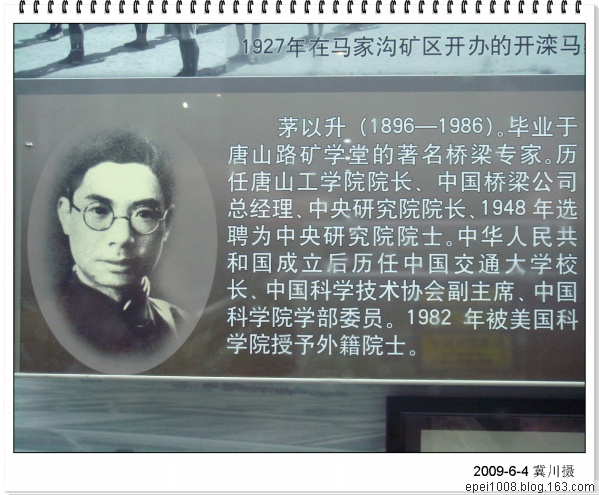 1927年在马家沟矿区开办的开滦马
茅以升（1896—1986）。毕业于
唐山路矿学堂的著名桥梁专家。历
任唐山工学院院长、中国桥梁公司
总经理、中央研究院院长、1948 年选
聘为中央研究院院士。中华人民共
和国成立后历任中国交通大学校
长、中国科学技术协会副主席、中国
科学院学部委员。1982 年被美国科
学院授予外籍院士。
2009-6-4 冀川摄
epei1008.blog.163.com